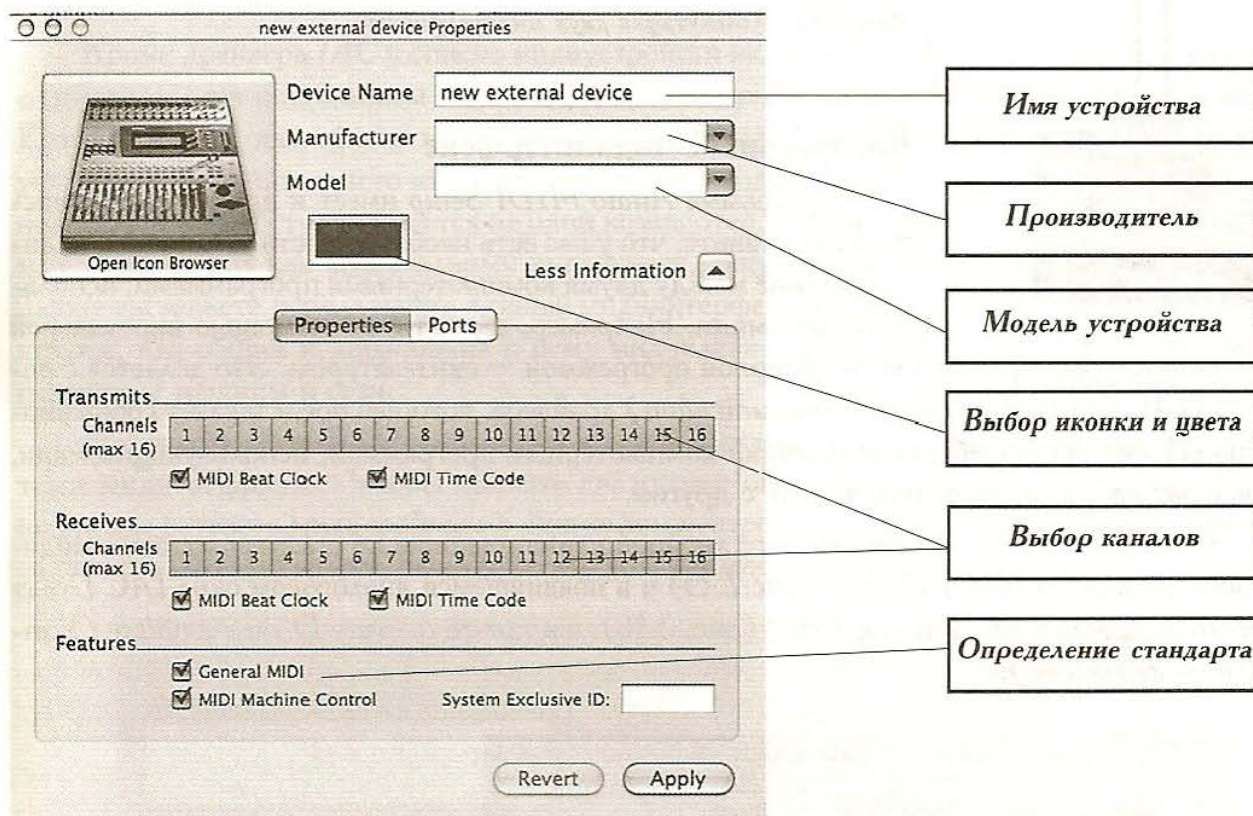 new external device Properties
Device Name new external device
Manufacturer
Model
Open Icon Browser
Less Information
Properties Ports
Transmits
Channels
(max 16)
1 2 3 4 5 6 7 8 9 10 11 12 13 14 15 16
MIDI Beat Clock MIDI Time Code
Receives
Channels
(max 16)
1 2 3 4 5 6 7 8 9 10 11 12 13 14 15 16
MIDI Beat Clock MIDI Time Code
Features
General MIDI
MIDI Machine Control System Exclusive ID:
Revert Apply
Имя устройства
Производитель
Модель устройства
Выбор иконки и цвета
Выбор каналов
Определение стандарта